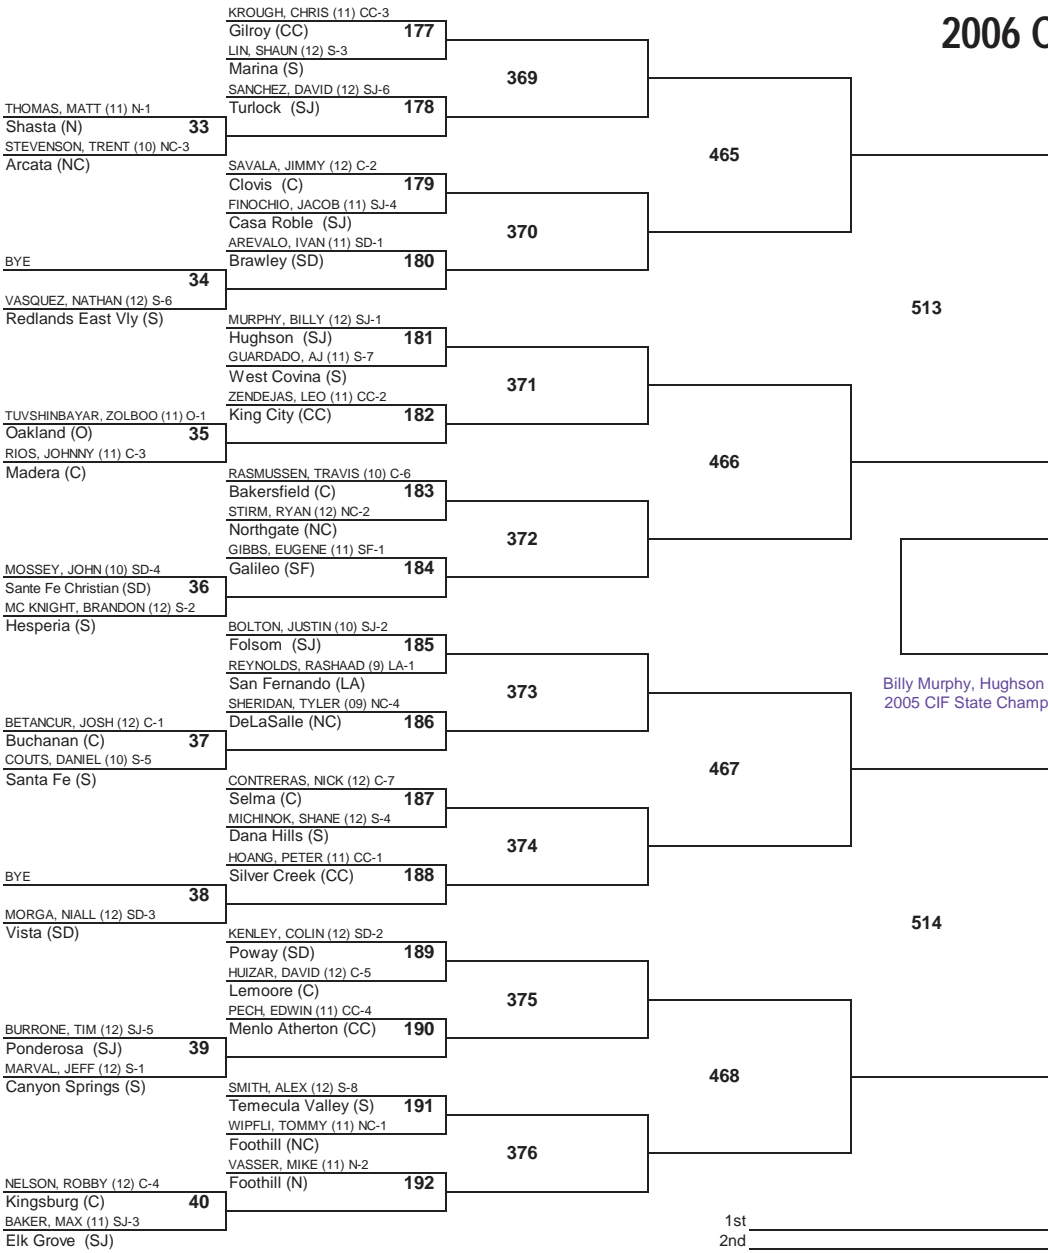 2006 C
KROUGH, CHRIS (11) CC-3
Gilroy (CC) 177
LIN, SHAUN (12) S-3
Marina (S)
369
SANCHEZ, DAVID (12) SJ-6
Turlock (SJ) 178
THOMAS, MATT (11) N-1
Shasta (N) 33
STEVENSON, TRENT (10) NC-3
Arcata (NC)
465
SAVALA, JIMMY (12) C-2
Clovis (C) 179
FINOCHIO, JACOB (11) SJ-4
Casa Roble (SJ)
370
AREVALO, IVAN (11) SD-1
Brawley (SD) 180
BYE
34
VASQUEZ, NATHAN (12) S-6
Redlands East Vly (S)
513
MURPHY, BILLY (12) SJ-1
Hughson (SJ) 181
GUARDADO, AJ (11) S-7
West Covina (S)
371
ZENDEJAS, LEO (11) CC-2
King City (CC) 182
TUVSHINBAYAR, ZOLBOO (11) O-1
Oakland (O) 35
RIOS, JOHNNY (11) C-3
Madera (C)
466
RASMUSSEN, TRAVIS (10) C-6
Bakersfield (C) 183
STIRM, RYAN (12) NC-2
Northgate (NC)
372
GIBBS, EUGENE (11) SF-1
Galileo (SF) 184
MOSSEY, JOHN (10) SD-4
Sante Fe Christian (SD) 36
MC KNIGHT, BRANDON (12) S-2
Hesperia (S)
BOLTON, JUSTIN (10) SJ-2
Folsom (SJ) 185
REYNOLDS, RASHAAD (9) LA-1
San Fernando (LA)
373
Billy Murphy, Hughson
2005 CIF State Champ
SHERIDAN, TYLER (09) NC-4
DeLaSalle (NC) 186
BETANCUR, JOSH (12) C-1
Buchanan (C) 37
COUTS, DANIEL (10) S-5
Santa Fe (S)
467
CONTRERAS, NICK (12) C-7
Selma (C) 187
MICHINOK, SHANE (12) S-4
Dana Hills (S)
374
HOANG, PETER (11) CC-1
Silver Creek (CC) 188
BYE
38
MORGA, NIALL (12) SD-3
Vista (SD)
514
KENLEY, COLIN (12) SD-2
Poway (SD) 189
HUIZAR, DAVID (12) C-5
Lemoore (C)
375
PECH, EDWIN (11) CC-4
Menlo Atherton (CC) 190
BURRONE, TIM (12) SJ-5
Ponderosa (SJ) 39
MARVAL, JEFF (12) S-1
Canyon Springs (S)
468
SMITH, ALEX (12) S-8
Temecula Valley (S) 191
WIPFLI, TOMMY (11) NC-1
Foothill (NC)
376
VASSER, MIKE (11) N-2
Foothill (N) 192
NELSON, ROBBY (12) C-4
Kingsburg (C) 40
BAKER, MAX (11) SJ-3
Elk Grove (SJ)
1st
2nd